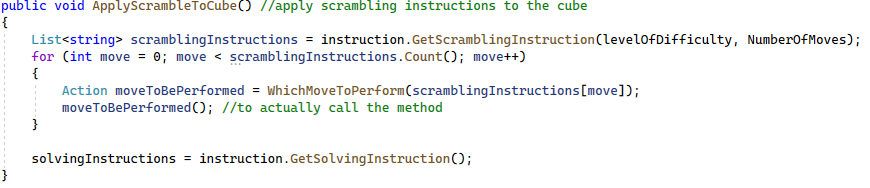 public void ApplyScrambleToCube() //apply scrambling instructions to the cube
{
    List<string> scramblingInstructions = instruction.GetScramblingInstruction(levelOfDifficulty, NumberOfMoves);
    for (int move = 0; move < scramblingInstructions.Count(); move++)
    {
        Action moveToBePerformed = WhichMoveToPerform(scramblingInstructions[move]);
        moveToBePerformed(); //to actually call the method
    }

    solvingInstructions = instruction.GetSolvingInstruction();
}